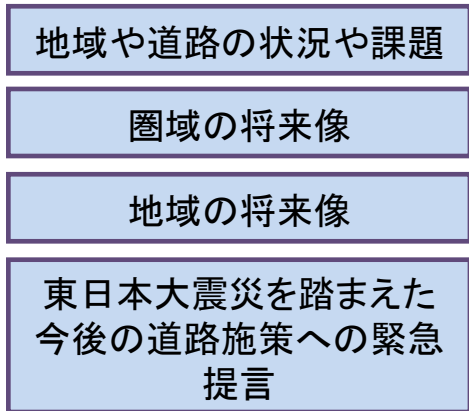 地域や道路の状況や課題
圏域の将来像
地域の将来像
東日本大震災を踏まえた
今後の道路施策への緊急
提言